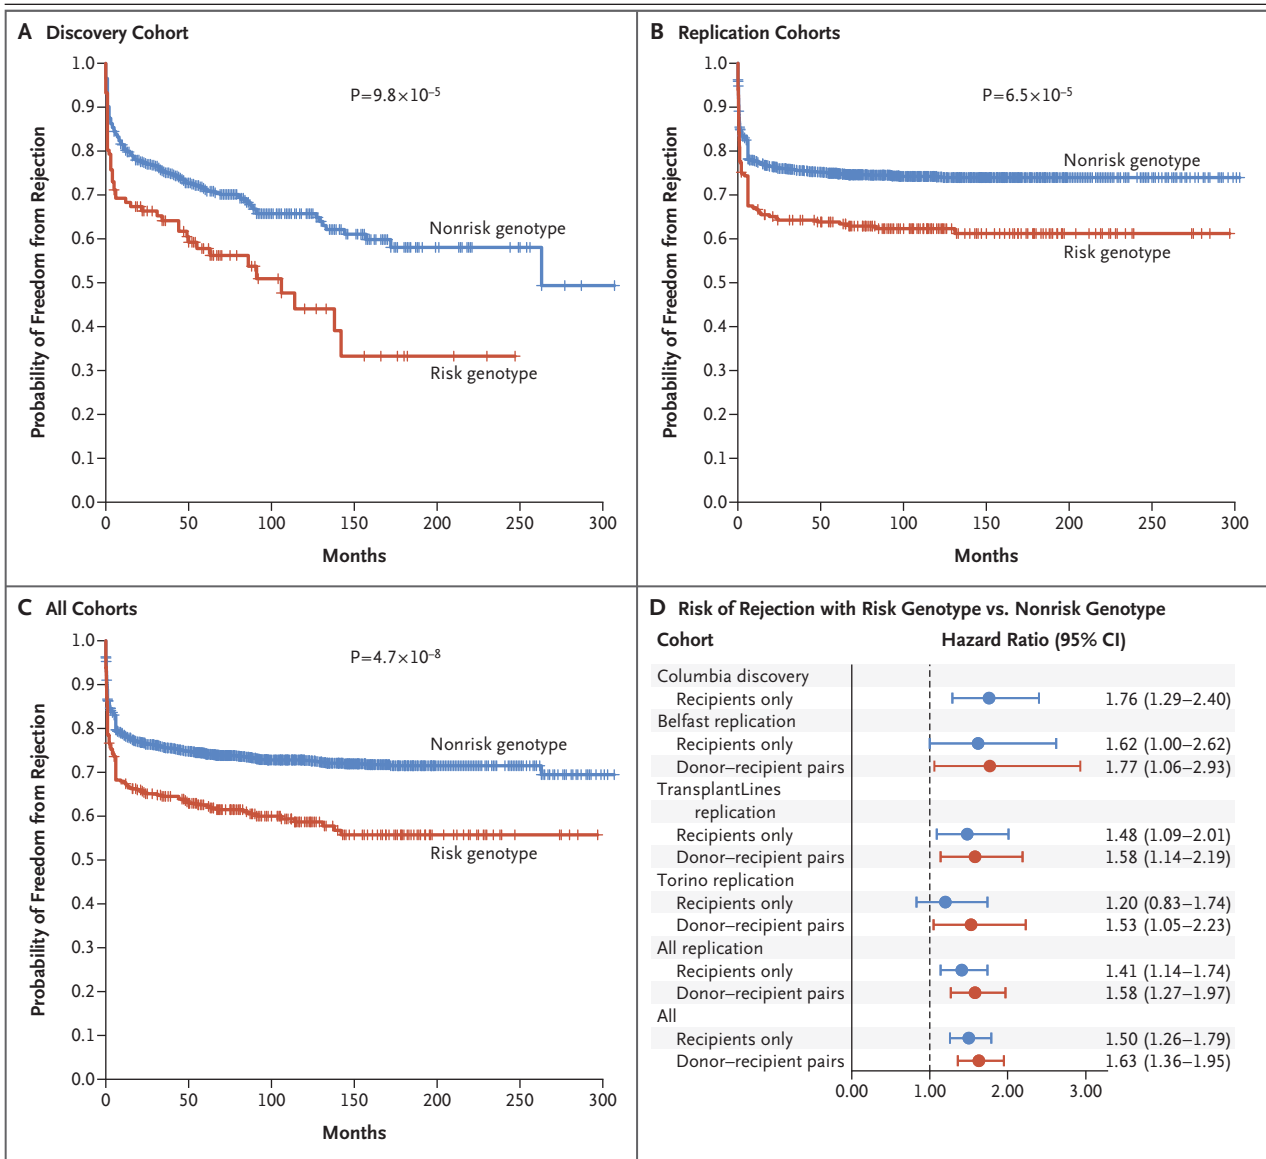 A Discovery Cohort
Probability of Freedom from Rejection
1.0
0.9
0.8
0.7
0.6
0.5
0.4
0.3
0.2
0.1
0.0
P=9.8×10⁻⁵
Nonrisk genotype
Risk genotype
0 50 100 150 200 250 300
Months
B Replication Cohorts
Probability of Freedom from Rejection
1.0
0.9
0.8
0.7
0.6
0.5
0.4
0.3
0.2
0.1
0.0
P=6.5×10⁻⁵
Nonrisk genotype
Risk genotype
0 50 100 150 200 250 300
Months
C All Cohorts
Probability of Freedom from Rejection
1.0
0.9
0.8
0.7
0.6
0.5
0.4
0.3
0.2
0.1
0.0
P=4.7×10⁻⁸
Nonrisk genotype
Risk genotype
0 50 100 150 200 250 300
Months
D Risk of Rejection with Risk Genotype vs. Nonrisk Genotype
Cohort Hazard Ratio (95% CI)
Columbia discovery
Recipients only 1.76 (1.29–2.40)
Belfast replication
Recipients only 1.62 (1.00–2.62)
Donor–recipient pairs 1.77 (1.06–2.93)
TransplantLines
replication
Recipients only 1.48 (1.09–2.01)
Donor–recipient pairs 1.58 (1.14–2.19)
Torino replication
Recipients only 1.20 (0.83–1.74)
Donor–recipient pairs 1.53 (1.05–2.23)
All replication
Recipients only 1.41 (1.14–1.74)
Donor–recipient pairs 1.58 (1.27–1.97)
All
Recipients only 1.50 (1.26–1.79)
Donor–recipient pairs 1.63 (1.36–1.95)
0.00 1.00 2.00 3.00